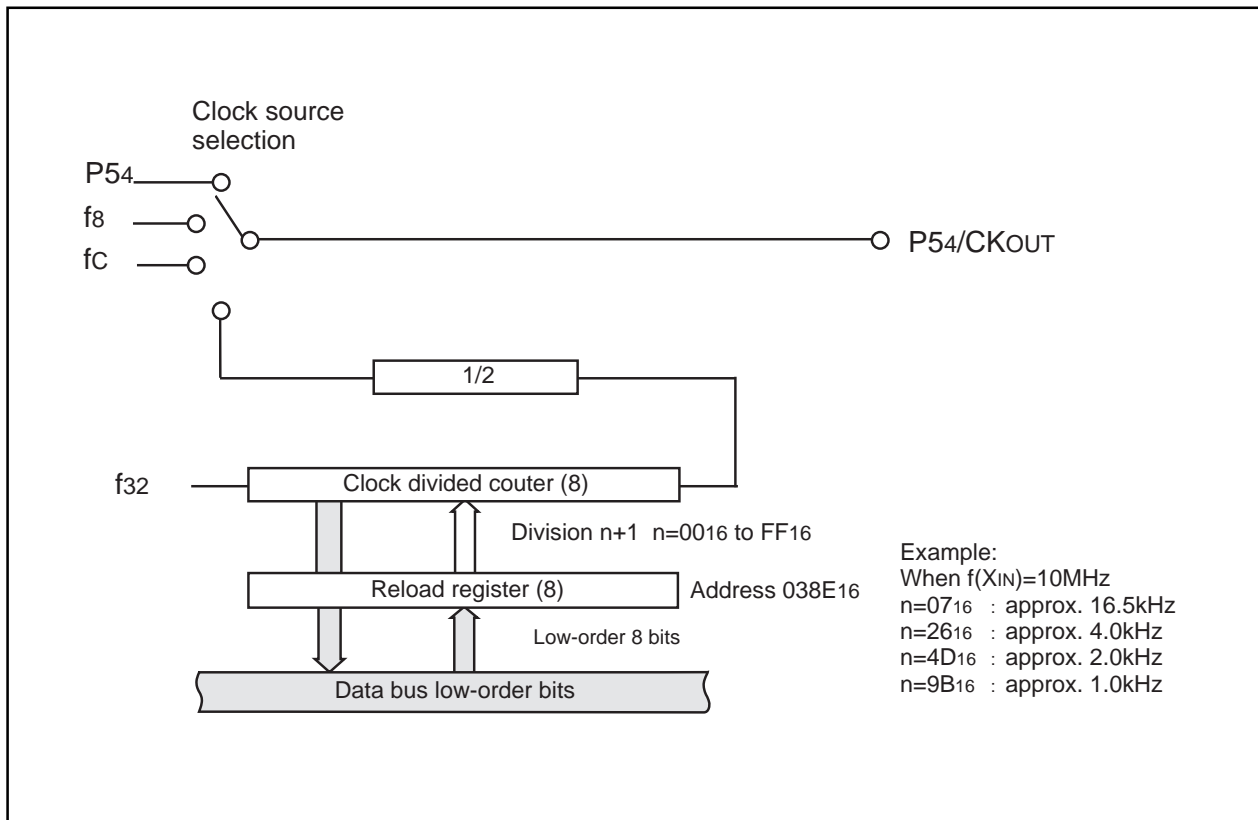 Clock source
selection
P54
f8
fC
P54/CKOUT
1/2
f32
Clock divided couter (8)
Division n+1 n=0016 to FF16
Reload register (8)
Address 038E16
Low-order 8 bits
Data bus low-order bits
Example:
When f(XIN)=10MHz
n=0716 : approx. 16.5kHz
n=2616 : approx. 4.0kHz
n=4D16 : approx. 2.0kHz
n=9B16 : approx. 1.0kHz